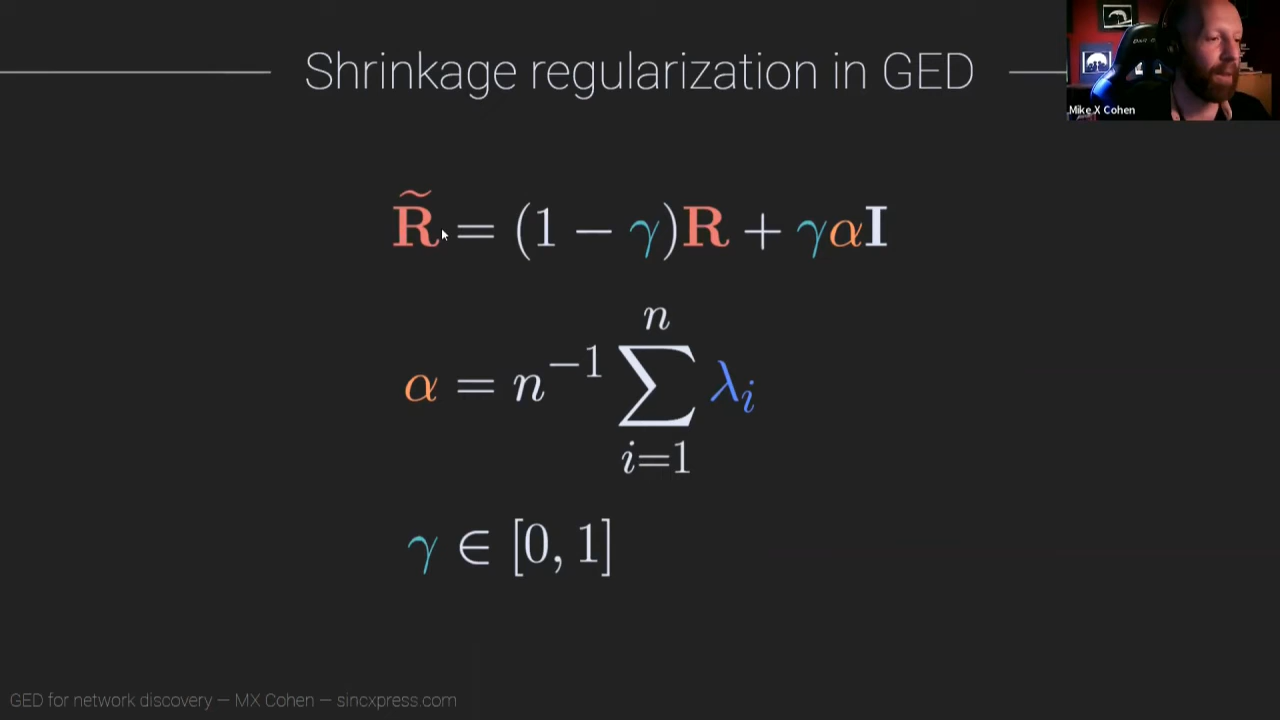 Shrinkage regularization in GED
Mike X Cohen
R̃ = (1 − γ)R + γαI
α = n⁻¹ ∑ᵢ₌₁ⁿ λᵢ
γ ∈ [0, 1]
GED for network discovery — MX Cohen — sincxpress.com